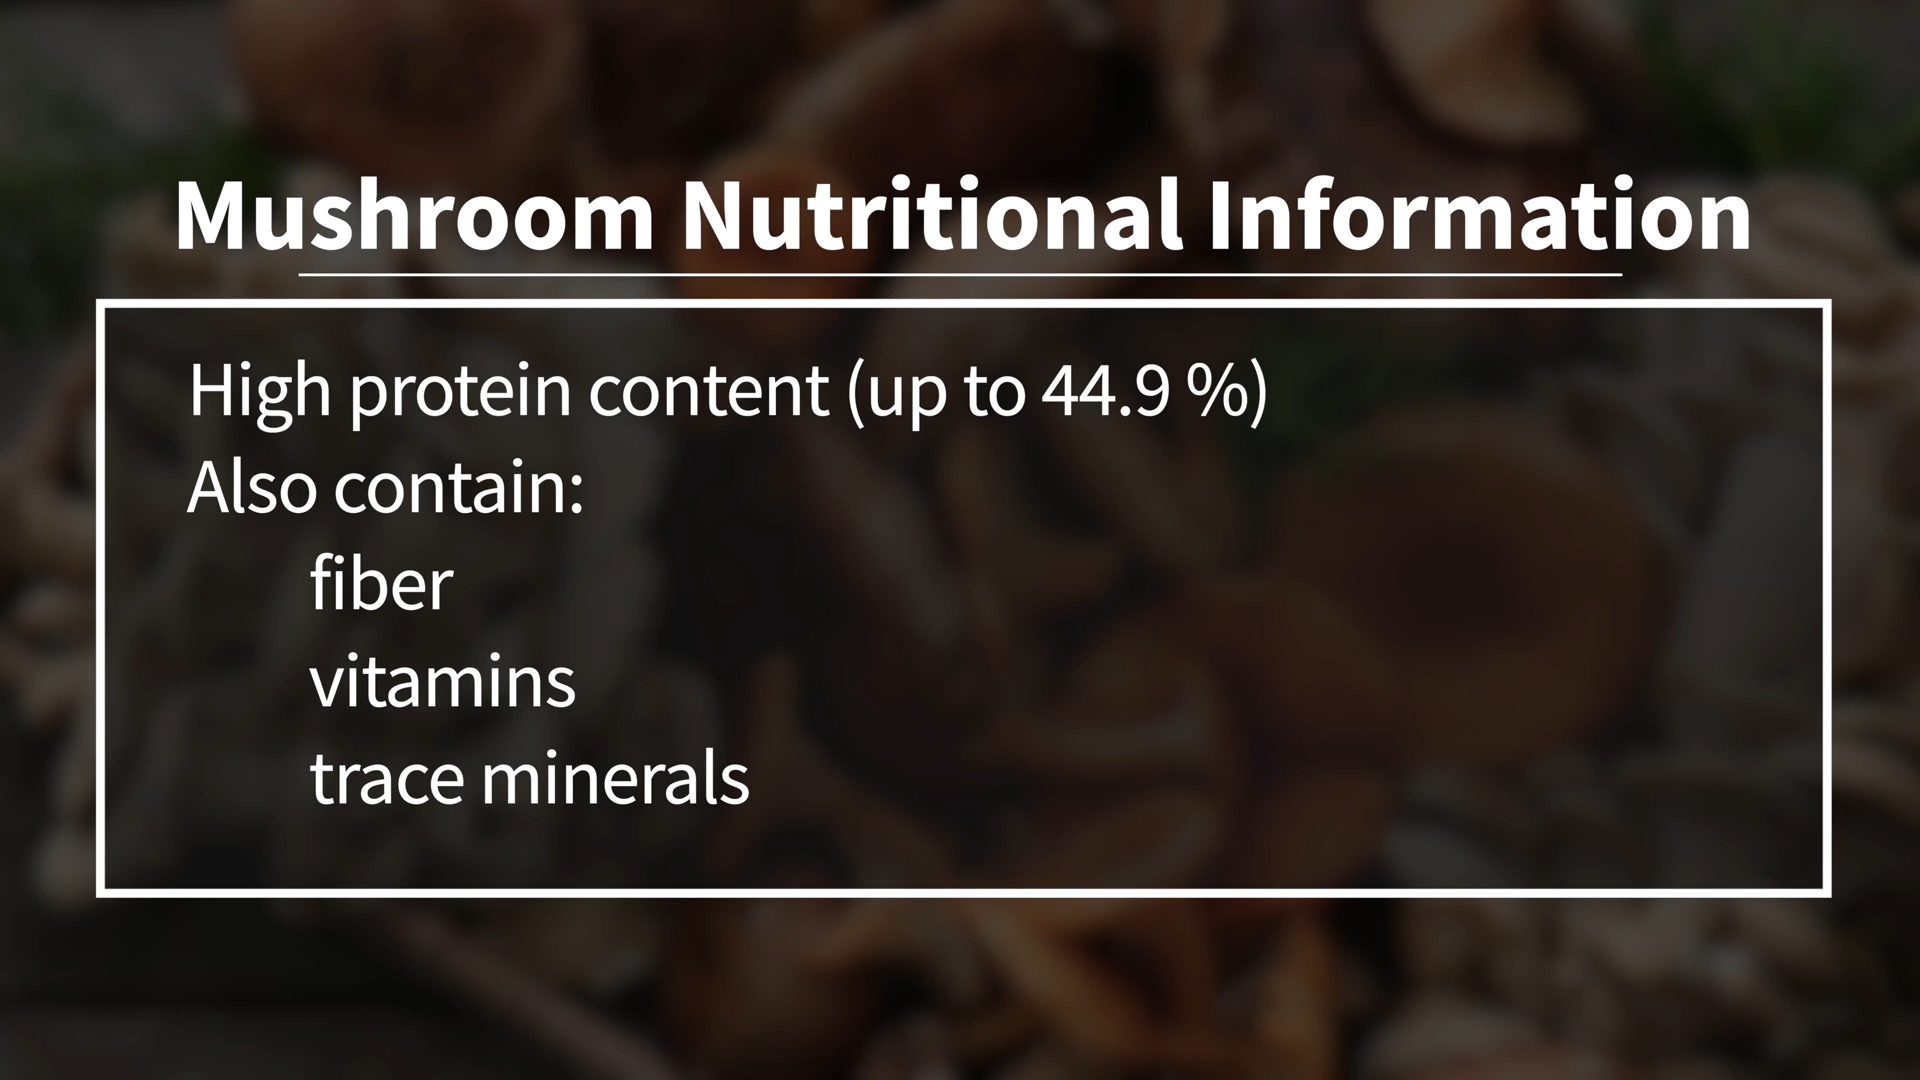 Mushroom Nutritional Information
High protein content (up to 44.9 %)
Also contain:
fiber
vitamins
trace minerals